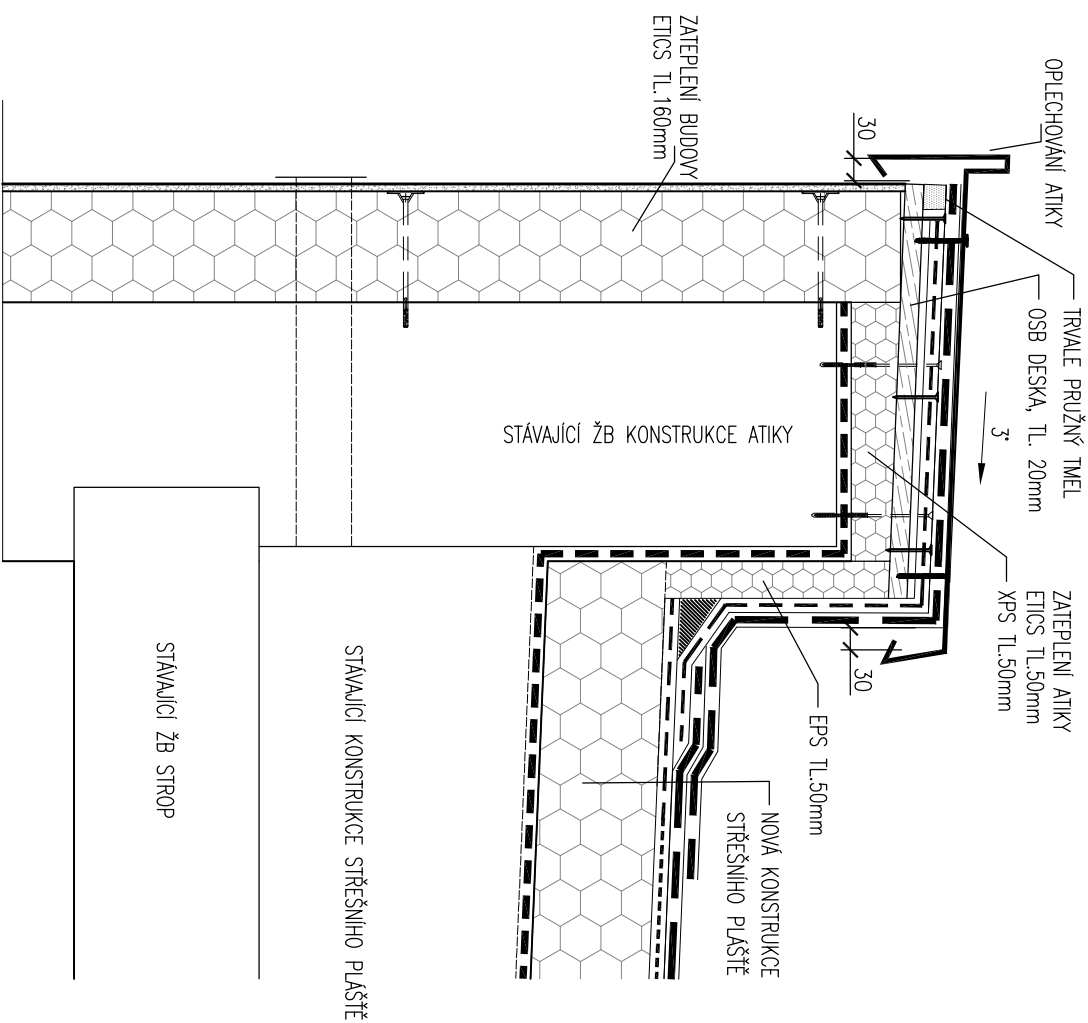 OPLECHOVÁNÍ ATIKY
TRVALE PRUŽNÝ TMEL
OSB DESKA, TL. 20mm
ZATEPLENÍ ATIKY
ETICS TL.50mm
XPS TL.50mm
ZATEPLENÍ BUDOVY
ETICS TL.160mm
30
3°
30
EPS TL.50mm
NOVÁ KONSTRUKCE
STŘEŠNÍHO PLÁŠTĚ
STÁVAJÍCÍ ŽB KONSTRUKCE ATIKY
STÁVAJÍCÍ KONSTRUKCE STŘEŠNÍHO PLÁŠTĚ
STÁVAJÍCÍ ŽB STROP